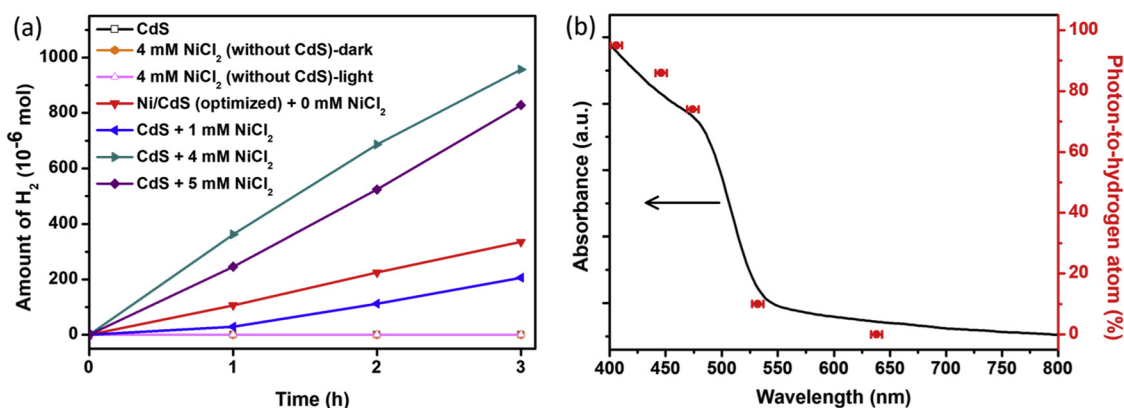 (a)
CdS
4 mM NiCl2 (without CdS)-dark
4 mM NiCl2 (without CdS)-light
Ni/CdS (optimized) + 0 mM NiCl2
CdS + 1 mM NiCl2
CdS + 4 mM NiCl2
CdS + 5 mM NiCl2
Amount of H2 (10-6 mol)
1000
800
600
400
200
0
0 1 2 3
Time (h)
(b)
Absorbance (a.u.)
100
80
60
40
20
0
Photon-to-hydrogen atom (%)
400 450 500 550 600 650 700 750 800
Wavelength (nm)